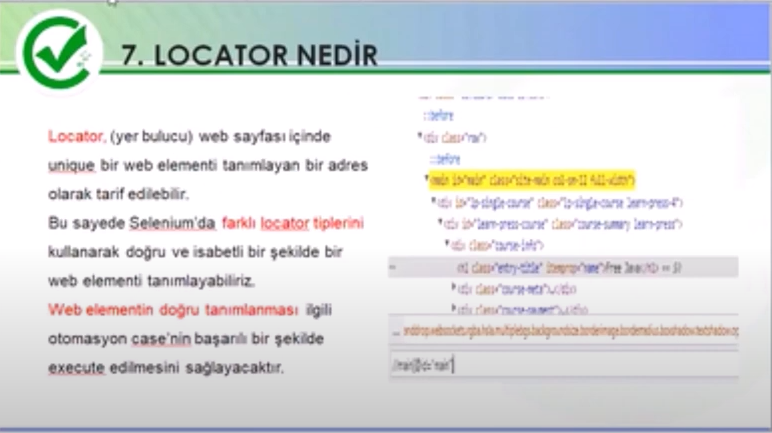 7. LOCATOR NEDİR
Locator, (yer bulucu) web sayfası içinde
unique bir web elementi tanımlayan bir adres
olarak tarif edilebilir.
Bu sayede Selenium'da farklı locator tiplerini
kullanarak doğru ve isabetli bir şekilde bir
web elementi tanımlayabiliriz.
Web elementin doğru tanımlanması ilgili
otomasyon case'nin başarılı bir şekilde
execute edilmesini sağlayacaktır.
::before
<div class="row">
::before
<main id="main" class="site-main col-sm-12 full-width">
<div id="lp-single-course" class="lp-single-course learn-press-4">
<div id="learn-press-course" class="course-summary learn-press">
<div class="course-info">
<h1 class="entry-title" itemprop="name">Free Java</h1> == $0
<div class="course-meta">…</div>
<div class="course-payment">…</div>
//main[@id="main"]